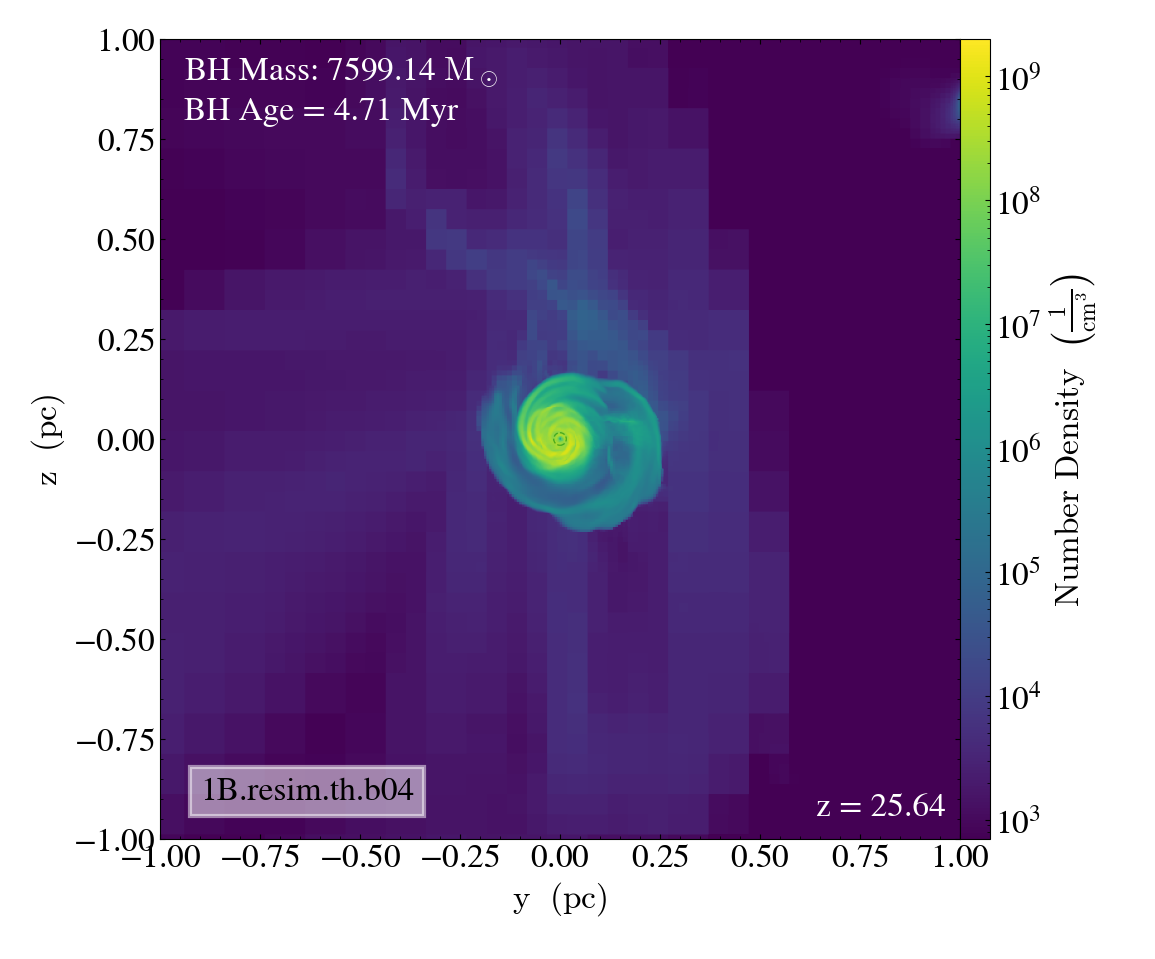 BH Mass: 7599.14 M⊙
BH Age = 4.71 Myr
1B.resim.th.b04
z = 25.64
1.00
0.75
0.50
0.25
0.00
−0.25
−0.50
−0.75
−1.00
z (pc)
−1.00 −0.75 −0.50 −0.25 0.00 0.25 0.50 0.75 1.00
y (pc)
10⁹
10⁸
10⁷
10⁶
10⁵
10⁴
10³
Number Density (1/cm³)